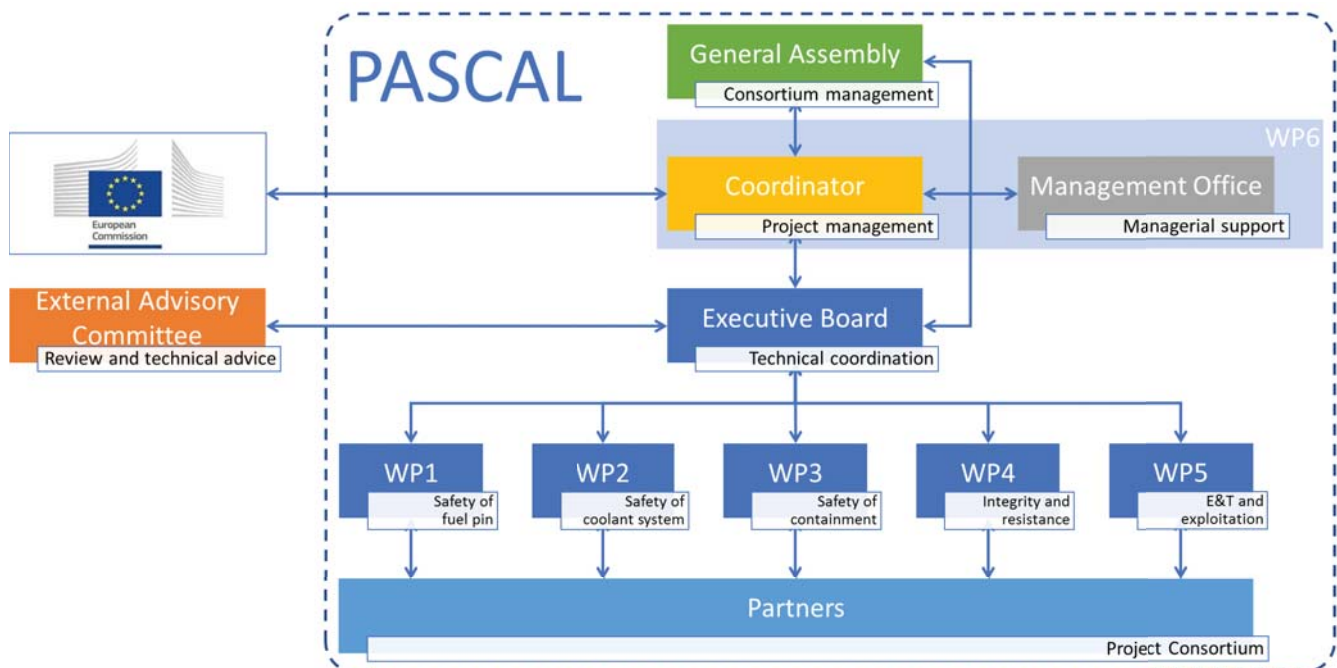 PASCAL
General Assembly
Consortium management
WP6
European
Commission
Coordinator
Project management
Management Office
Managerial support
External Advisory
Committee
Review and technical advice
Executive Board
Technical coordination
WP1
Safety of
fuel pin
WP2
Safety of
coolant system
WP3
Safety of
containment
WP4
Integrity and
resistance
WP5
E&T and
exploitation
Partners
Project Consortium